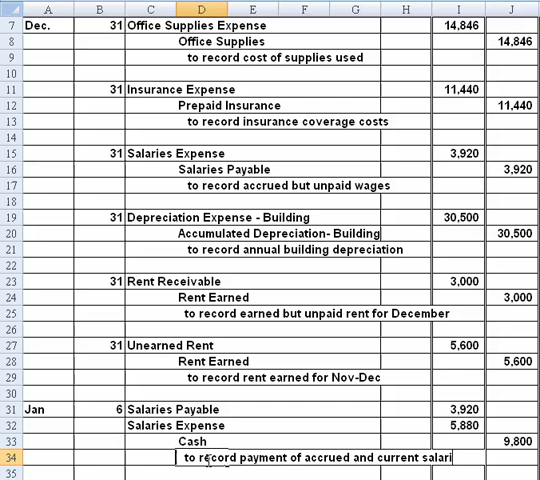 A B C D E F G H I J
7 Dec. 31 Office Supplies Expense 14,846
8 Office Supplies 14,846
9 to record cost of supplies used
10
11 31 Insurance Expense 11,440
12 Prepaid Insurance 11,440
13 to record insurance coverage costs
14
15 31 Salaries Expense 3,920
16 Salaries Payable 3,920
17 to record accrued but unpaid wages
18
19 31 Depreciation Expense - Building 30,500
20 Accumulated Depreciation- Building 30,500
21 to record annual building depreciation
22
23 31 Rent Receivable 3,000
24 Rent Earned 3,000
25 to record earned but unpaid rent for December
26
27 31 Unearned Rent 5,600
28 Rent Earned 5,600
29 to record rent earned for Nov-Dec
30
31 Jan 6 Salaries Payable 3,920
32 Salaries Expense 5,880
33 Cash 9,800
34 to record payment of accrued and current salari
35